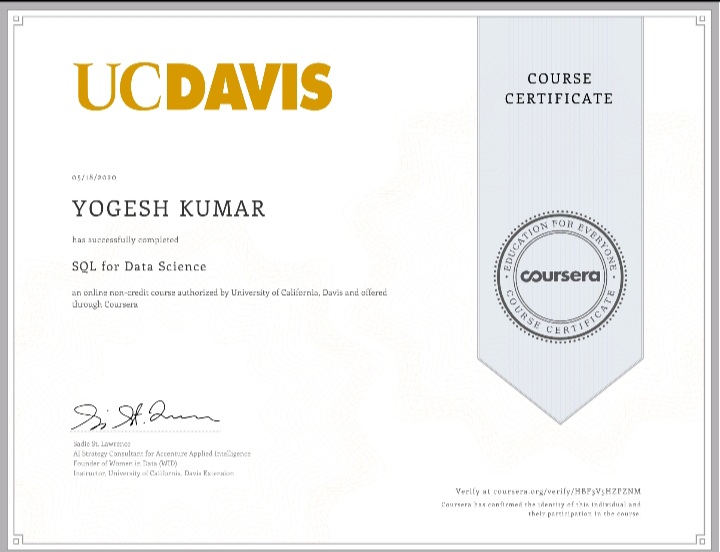 UCDAVIS
COURSE
CERTIFICATE
05/18/2020
YOGESH KUMAR
has successfully completed
SQL for Data Science
an online non-credit course authorized by University of California, Davis and offered
through Coursera
EDUCATION FOR EVERYONE
coursera
COURSE CERTIFICATE
Sadie St. Lawrence
AI Strategy Consultant for Accenture Applied Intelligence
Founder of Women in Data (WID)
Instructor, University of California, Davis Extension
Verify at coursera.org/verify/HBF3V5HZPZNM
Coursera has confirmed the identity of this individual and
their participation in the course.